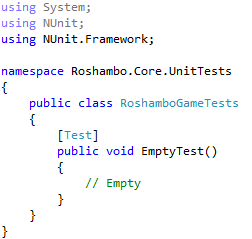 using System;
using NUnit;
using NUnit.Framework;

namespace Roshambo.Core.UnitTests
{
    public class RoshamboGameTests
    {
        [Test]
        public void EmptyTest()
        {
            // Empty
        }
    }
}